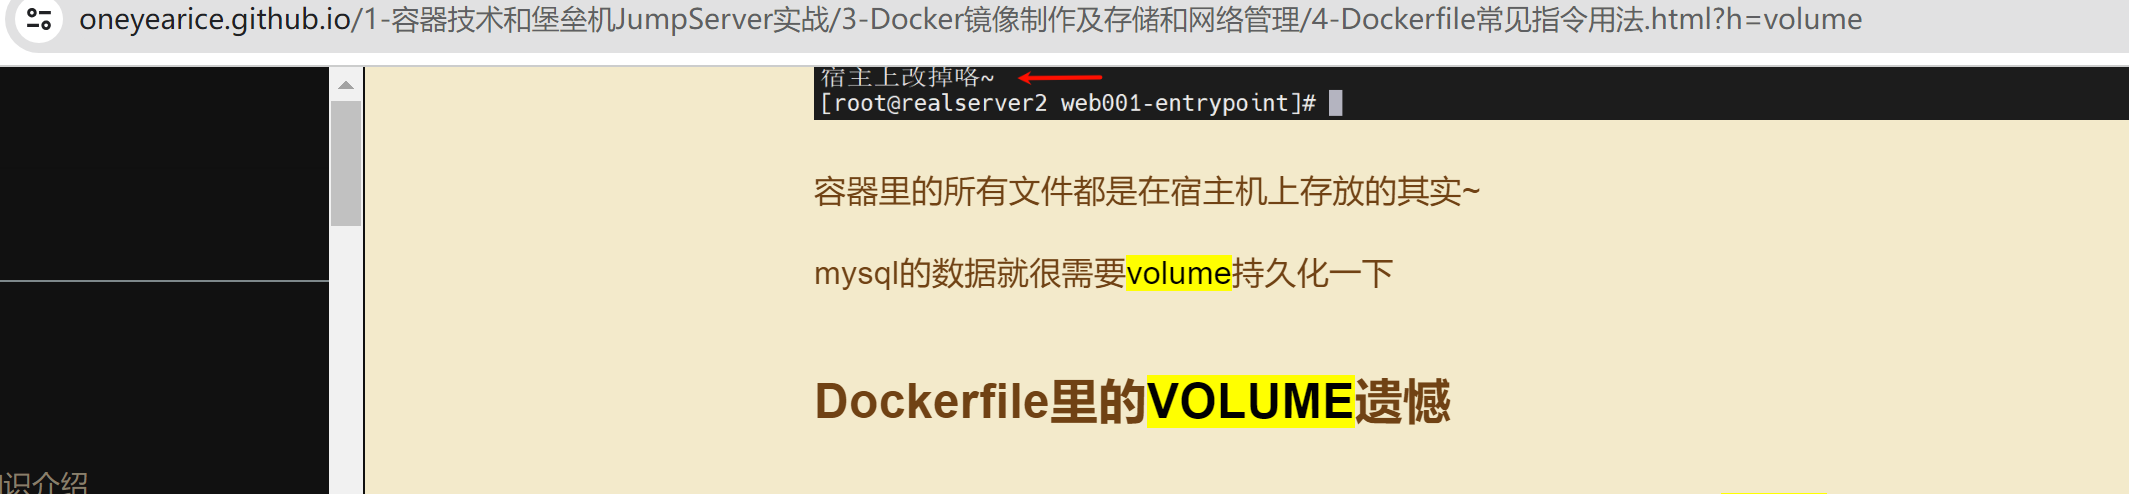 oneyearice.github.io/1-容器技术和堡垒机JumpServer实战/3-Docker镜像制作及存储和网络管理/4-Dockerfile常见指令用法.html?h=volume
宿主上改掉咯~
[root@realserver2 web001-entrypoint]#
容器里的所有文件都是在宿主机上存放的其实~
mysql的数据就很需要volume持久化一下
Dockerfile里的VOLUME遗憾
识介绍